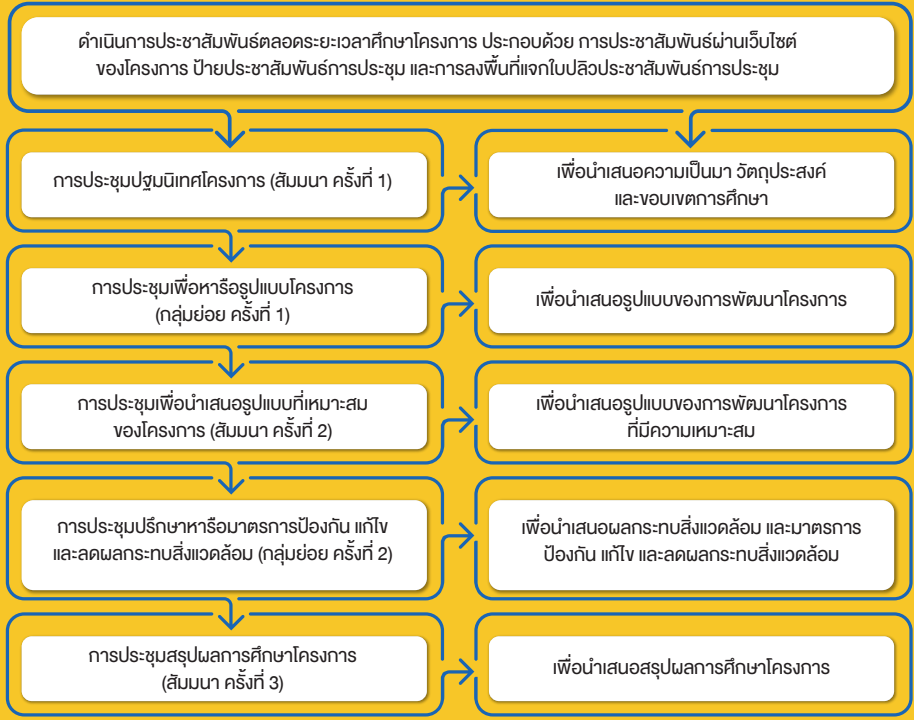 ดำเนินการประชาสัมพันธ์ตลอดระยะเวลาศึกษาโครงการ ประกอบด้วย การประชาสัมพันธ์ผ่านเว็บไซต์
ของโครงการ ป้ายประชาสัมพันธ์การประชุม และการลงพื้นที่แจกใบปลิวประชาสัมพันธ์การประชุม
การประชุมปฐมนิเทศโครงการ (สัมมนา ครั้งที่ 1)
เพื่อนำเสนอความเป็นมา วัตถุประสงค์
และขอบเขตการศึกษา
การประชุมเพื่อหารือรูปแบบโครงการ
(กลุ่มย่อย ครั้งที่ 1)
เพื่อนำเสนอรูปแบบของการพัฒนาโครงการ
การประชุมเพื่อนำเสนอรูปแบบที่เหมาะสม
ของโครงการ (สัมมนา ครั้งที่ 2)
เพื่อนำเสนอรูปแบบของการพัฒนาโครงการ
ที่มีความเหมาะสม
การประชุมปรึกษาหารือมาตรการป้องกัน แก้ไข
และลดผลกระทบสิ่งแวดล้อม (กลุ่มย่อย ครั้งที่ 2)
เพื่อนำเสนอผลกระทบสิ่งแวดล้อม และมาตรการ
ป้องกัน แก้ไข และลดผลกระทบสิ่งแวดล้อม
การประชุมสรุปผลการศึกษาโครงการ
(สัมมนา ครั้งที่ 3)
เพื่อนำเสนอสรุปผลการศึกษาโครงการ